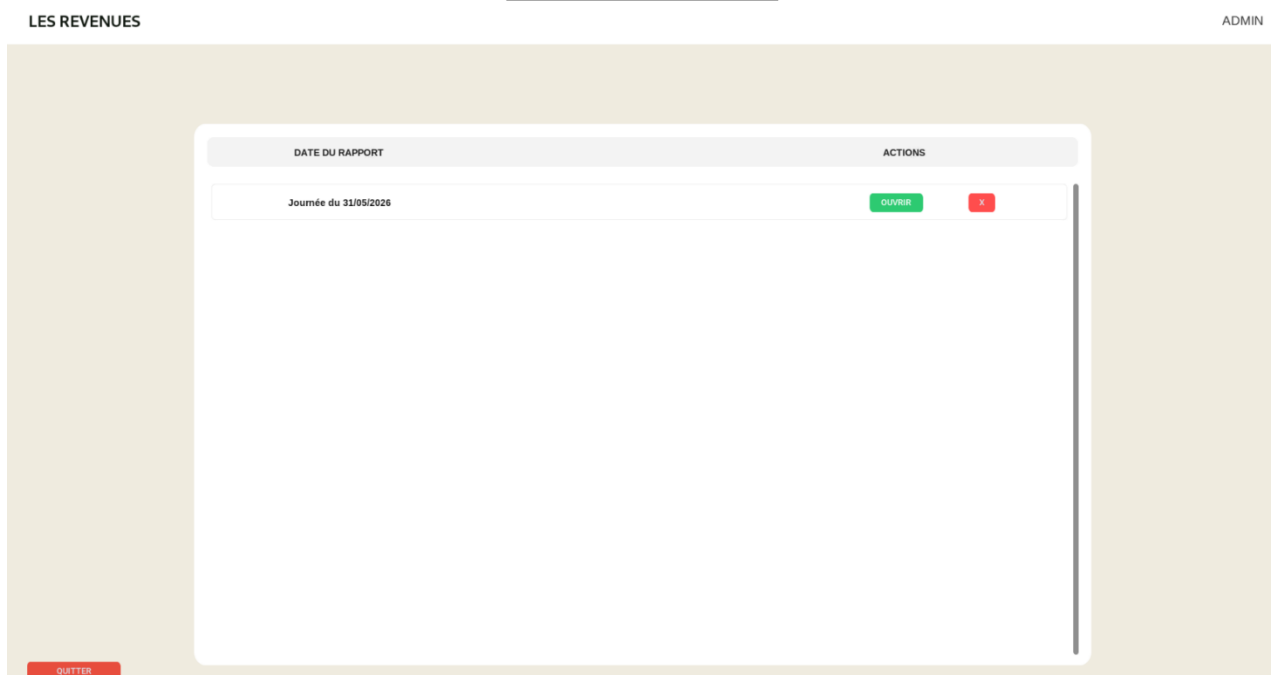 LES REVENUES
ADMIN
DATE DU RAPPORT ACTIONS
Journée du 31/05/2026 OUVRIR X
QUITTER